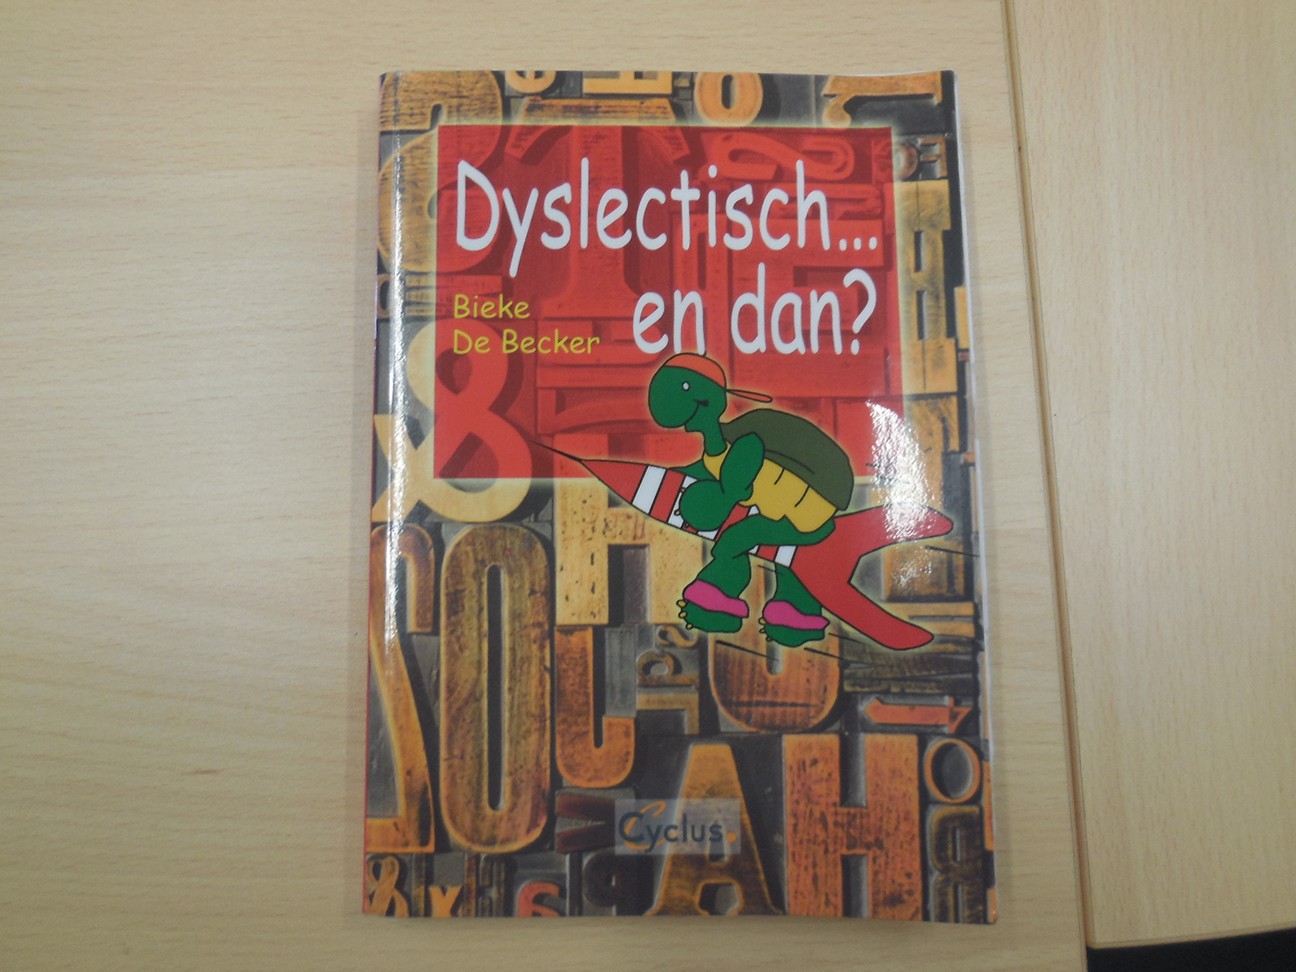 Dyslectisch...
en dan?
Bieke
De Becker
Cyclus.